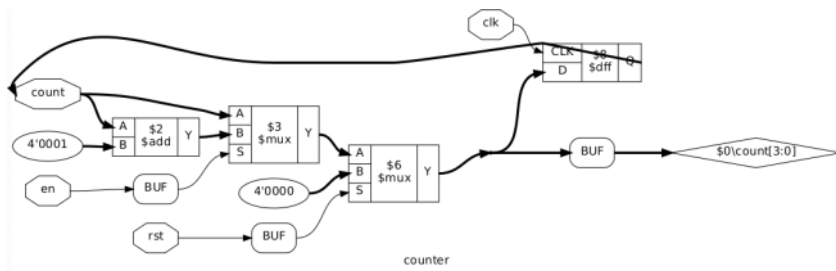 clk
CLK
D
$8
$dff
Q
count
A
B
$2
$add
Y
4'0001
A
B
S
$3
$mux
Y
en
BUF
4'0000
A
B
S
$6
$mux
Y
rst
BUF
BUF
$0\count[3:0]
counter